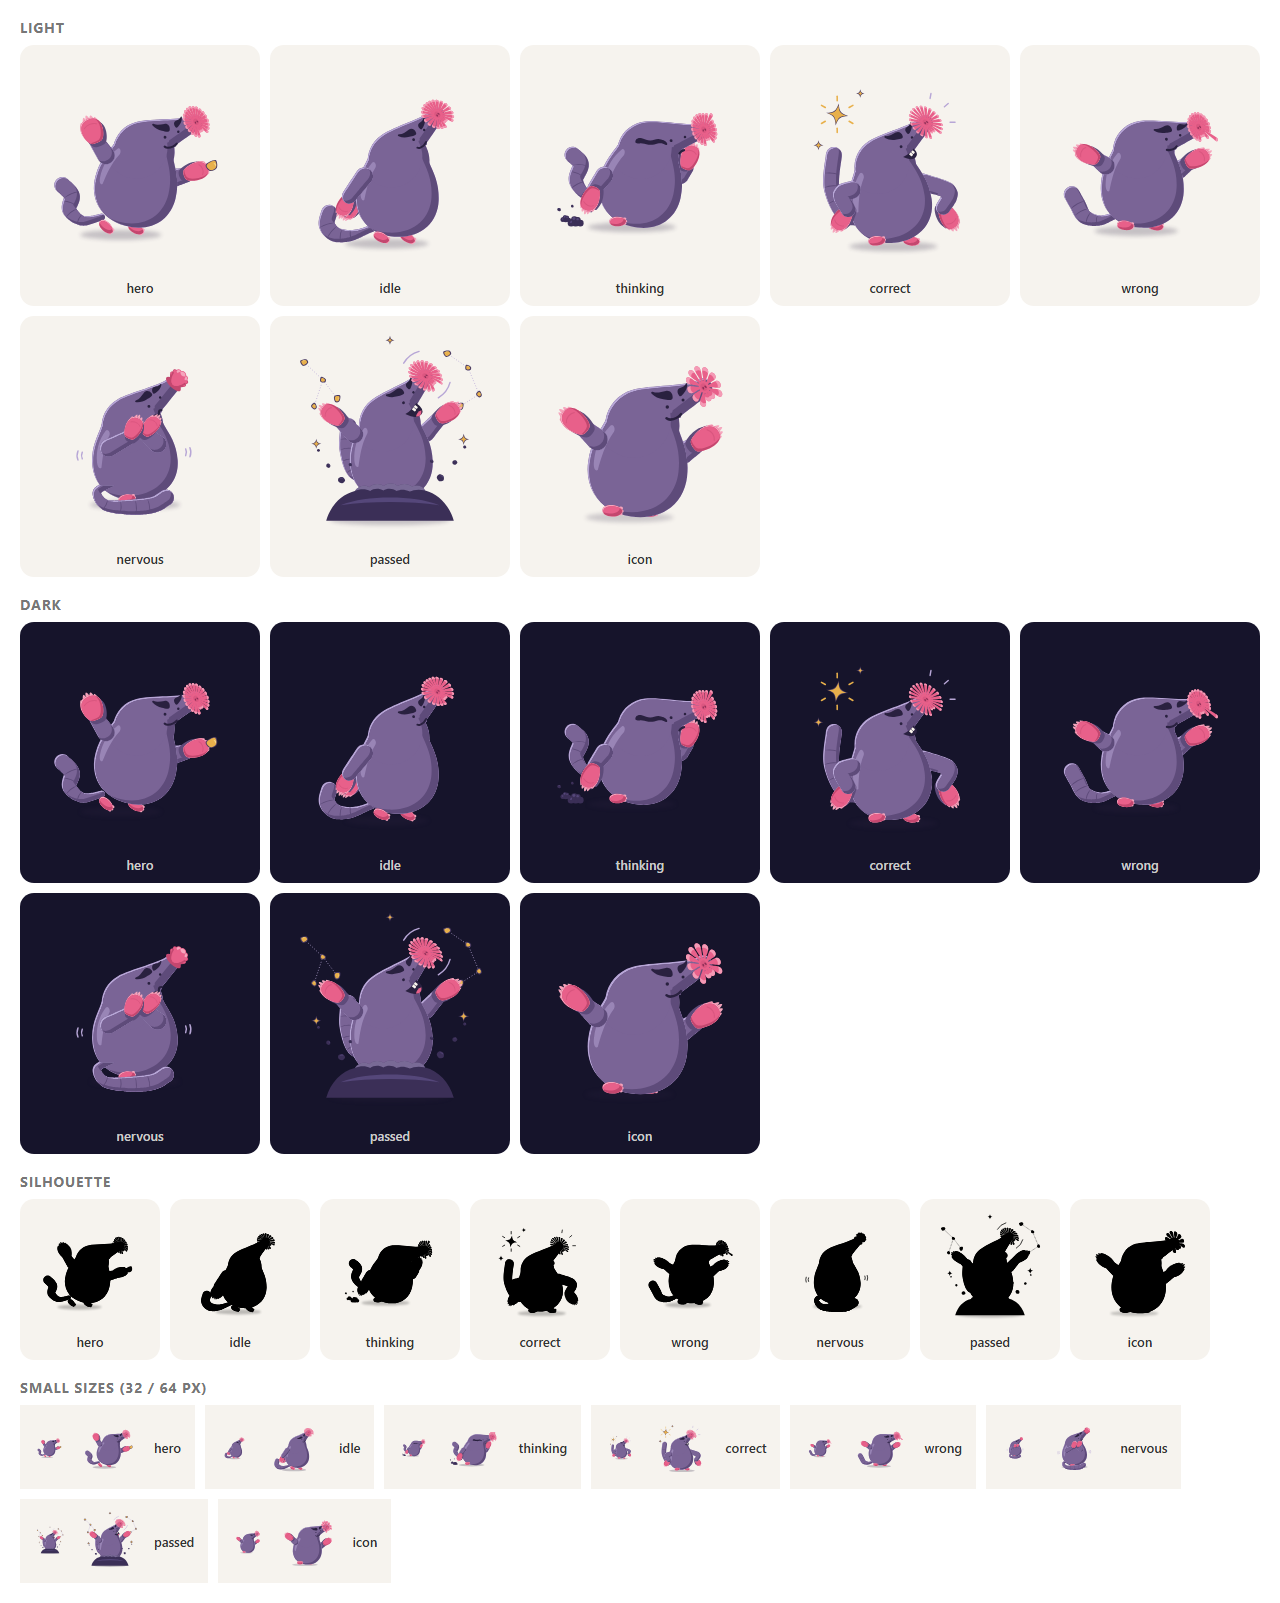 LIGHT
hero
idle
thinking
correct
wrong
nervous
passed
icon
DARK
hero
idle
thinking
correct
wrong
nervous
passed
icon
SILHOUETTE
hero
idle
thinking
correct
wrong
nervous
passed
icon
SMALL SIZES (32 / 64 PX)
hero
idle
thinking
correct
wrong
nervous
passed
icon